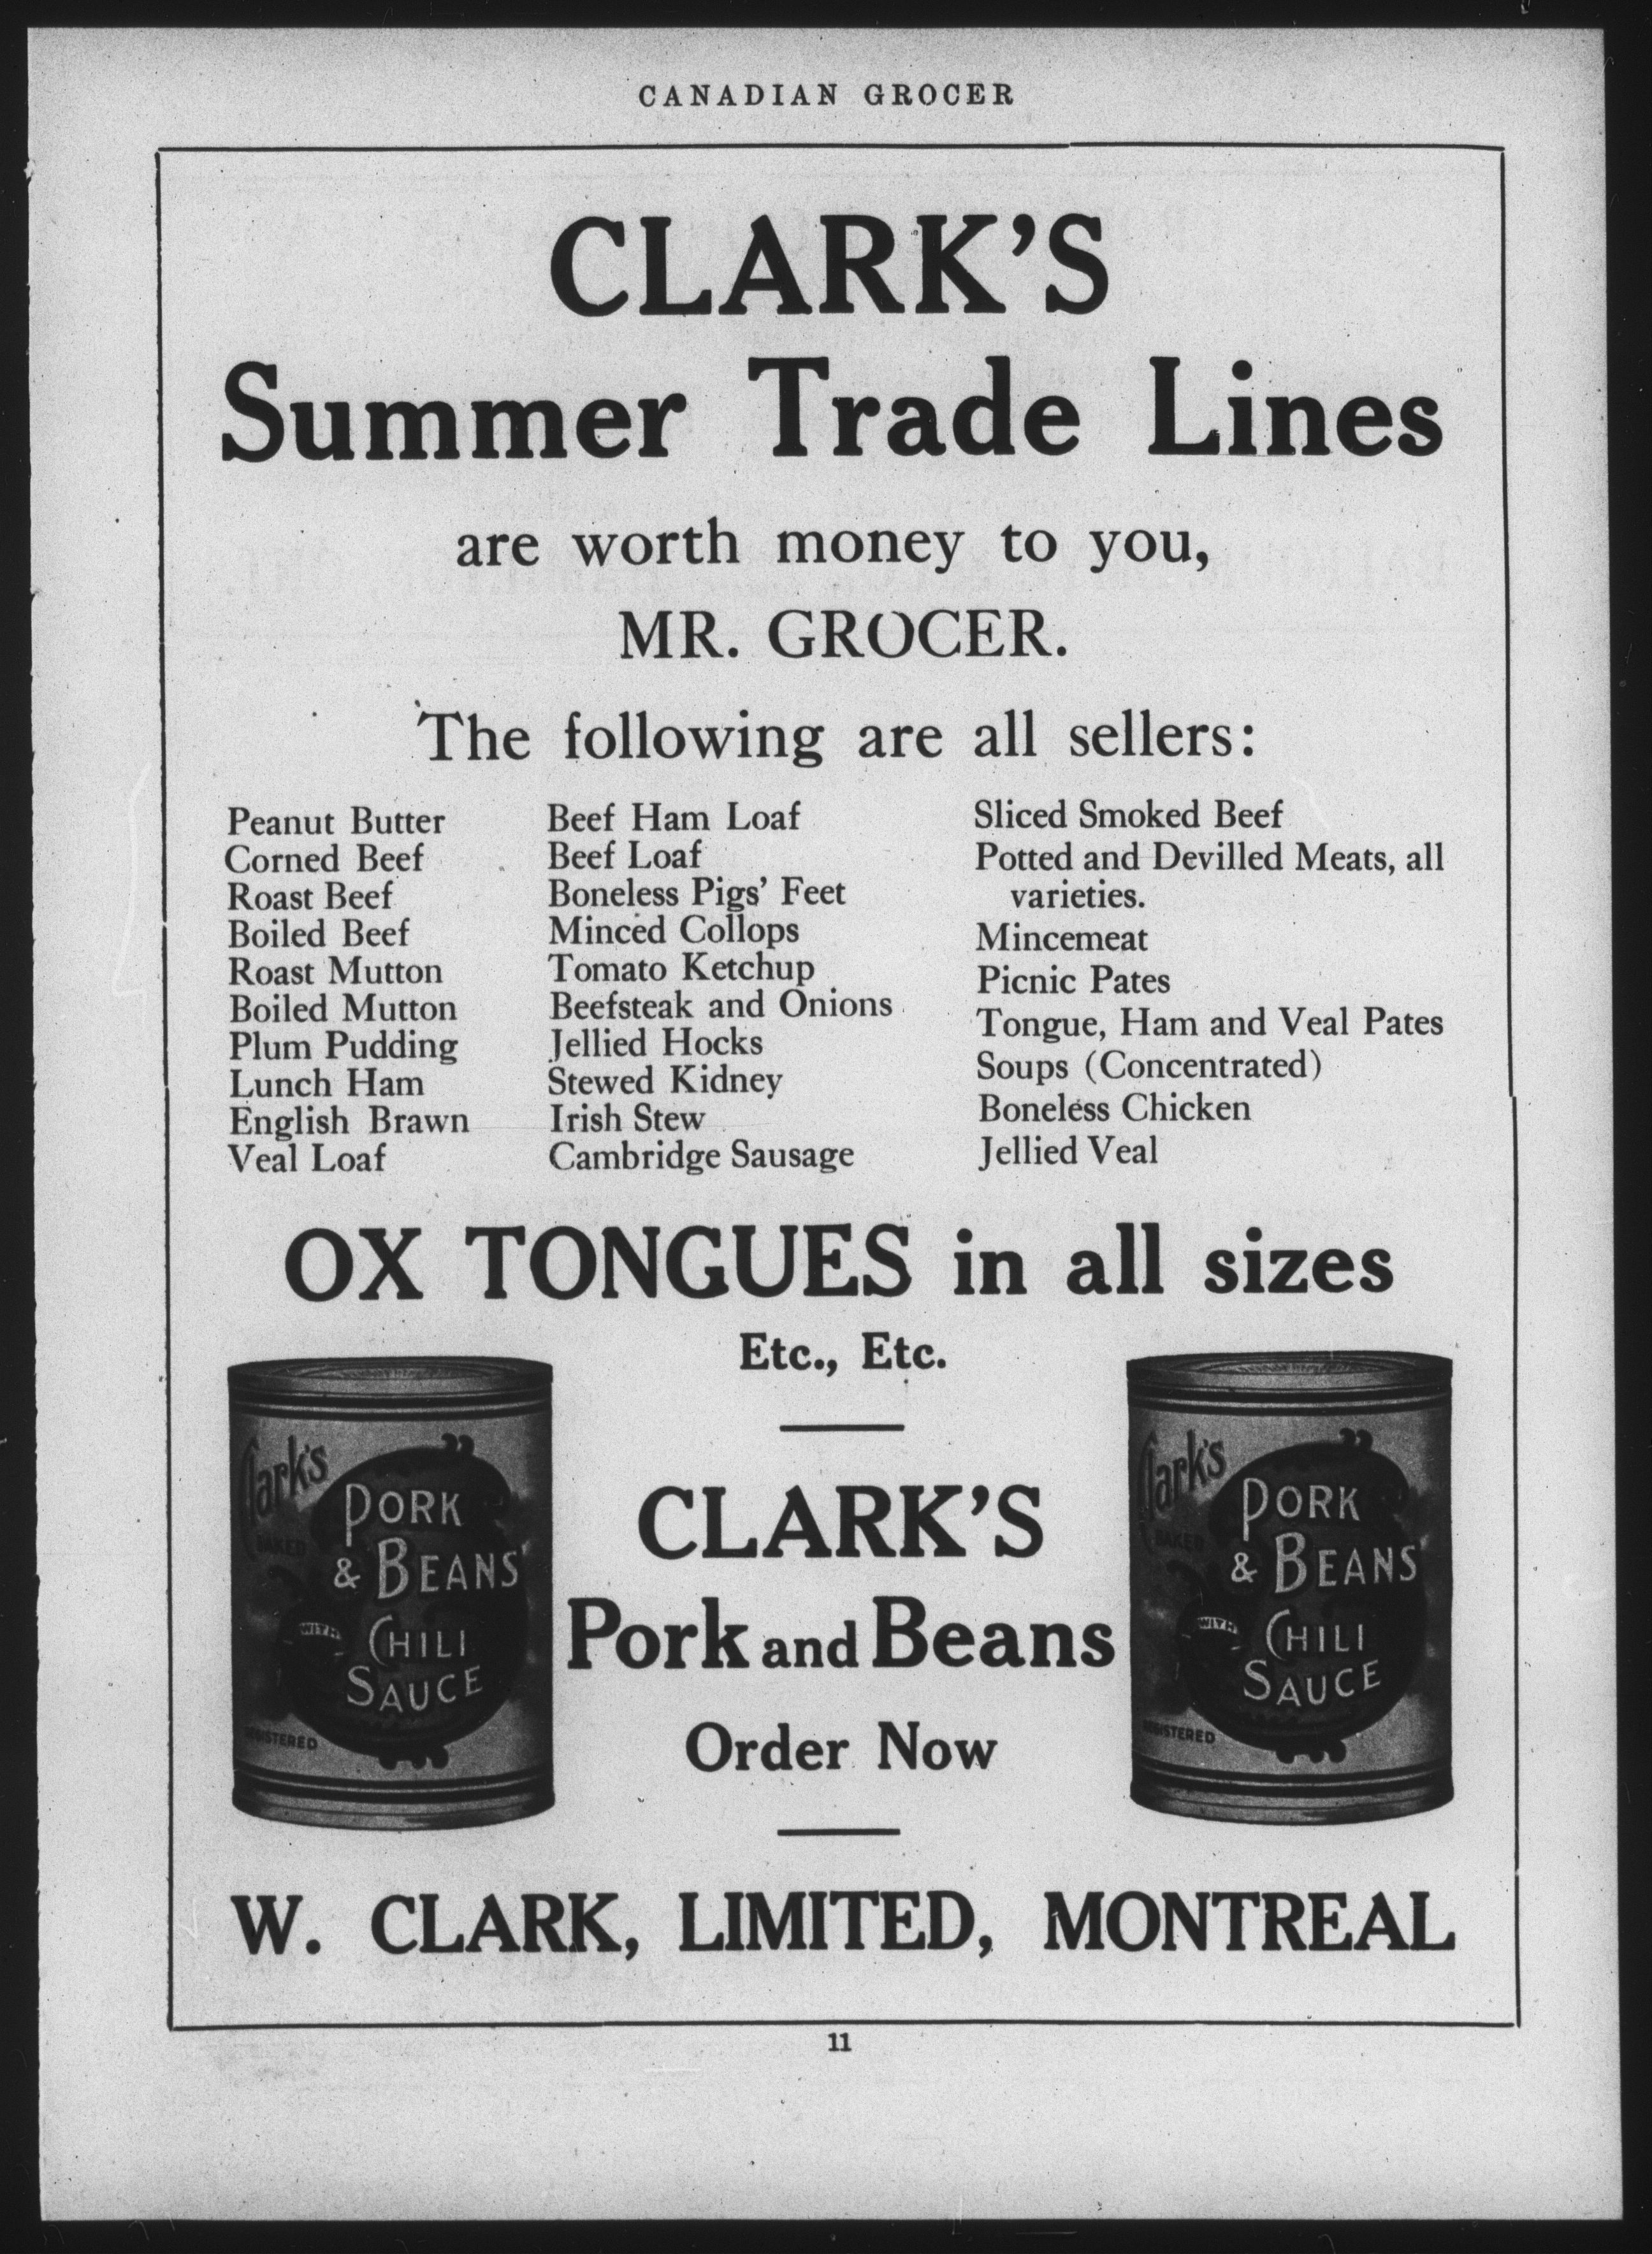 CANADIAN GROCER
CLARK'S
Summer Trade Lines
are worth money to you,
MR. GROCER.
The following are all sellers:
Peanut Butter
Corned Beef
Roast Beef
Boiled Beef
Roast Mutton
Boiled Mutton
Plum Pudding
Lunch Ham
English Brawn
Veal Loaf
Beef Ham Loaf
Beef Loaf
Boneless Pigs' Feet
Minced Collops
Tomato Ketchup
Beefsteak and Onions
Jellied Hocks
Stewed Kidney
Irish Stew
Cambridge Sausage
Sliced Smoked Beef
Potted and Devilled Meats, all
varieties.
Mincemeat
Picnic Pates
Tongue, Ham and Veal Pates
Soups (Concentrated)
Boneless Chicken
Jellied Veal
OX TONGUES in all sizes
Etc., Etc.
Clark's
BAKED
PORK
& BEANS
WITH
CHILI
SAUCE
REGISTERED
CLARK'S
Pork and Beans
Order Now
Clark's
BAKED
PORK
& BEANS
WITH
CHILI
SAUCE
REGISTERED
W. CLARK, LIMITED, MONTREAL
11